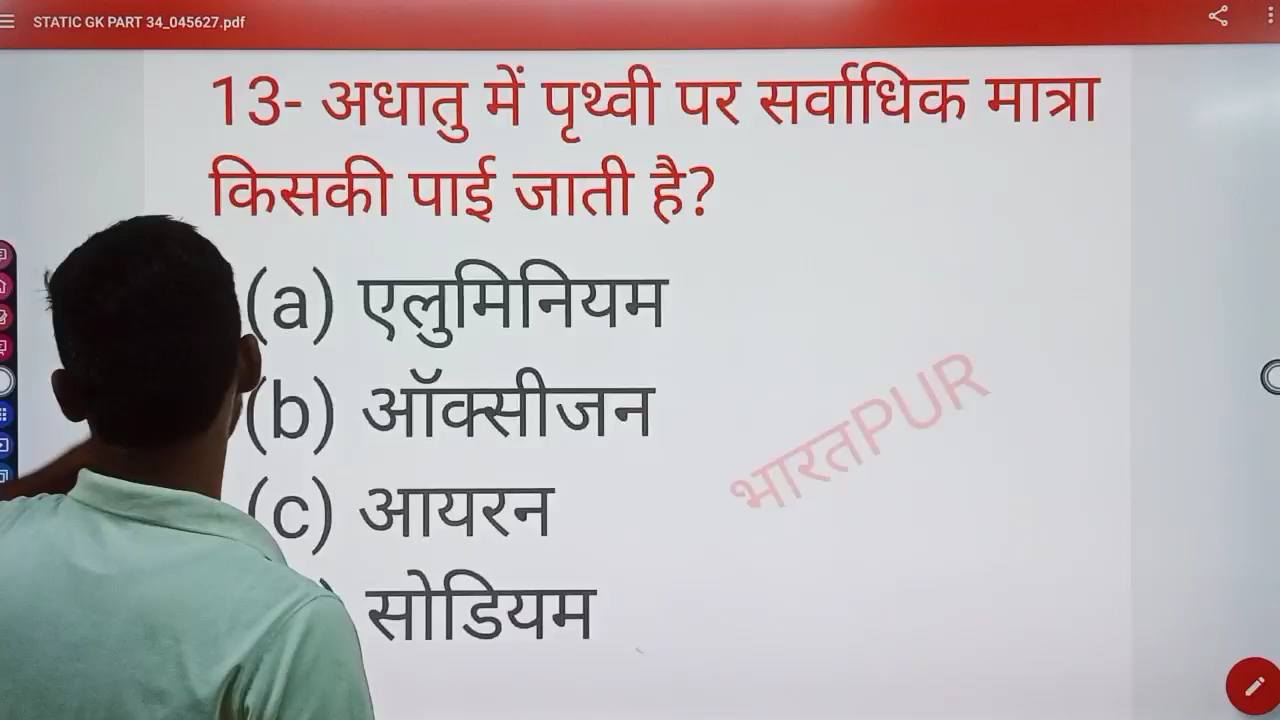 STATIC GK PART 34_045627.pdf
13- अधातु में पृथ्वी पर सर्वाधिक मात्रा
किसकी पाई जाती है?
(a) एलुमिनियम
(b) ऑक्सीजन
(c) आयरन
सोडियम
भारतPUR